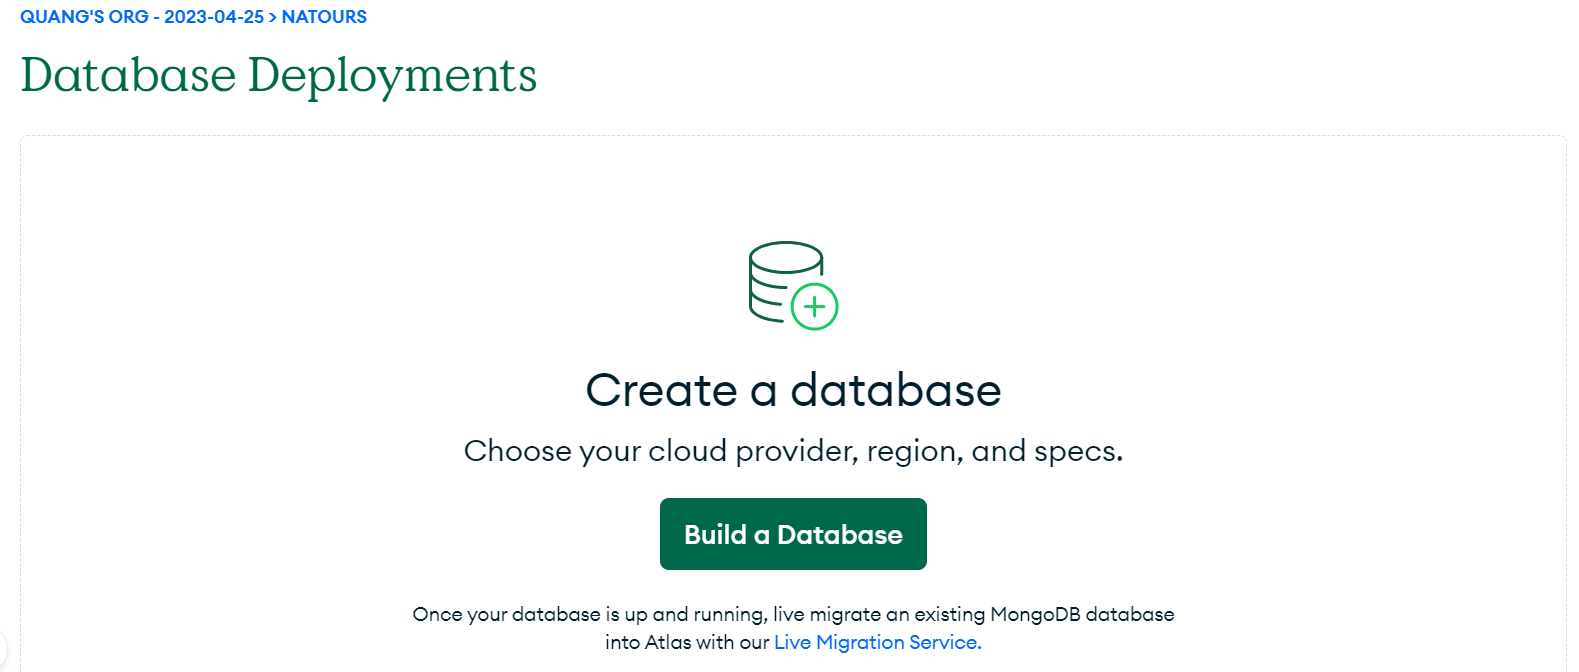 QUANG'S ORG - 2023-04-25 > NATOURS
Database Deployments
Create a database
Choose your cloud provider, region, and specs.
Build a Database
Once your database is up and running, live migrate an existing MongoDB database
into Atlas with our Live Migration Service.